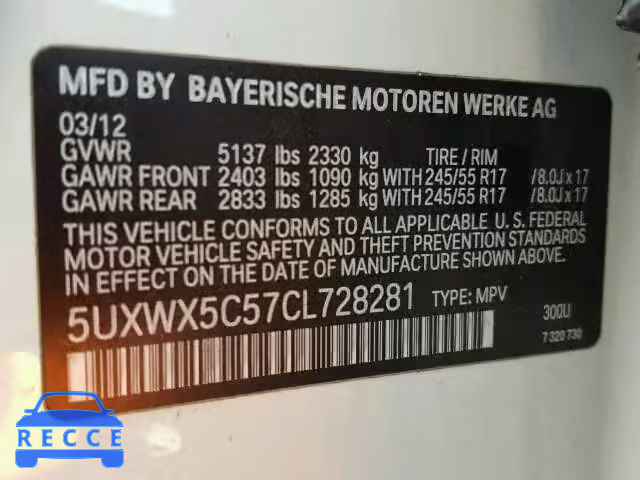 MFD BY BAYERISCHE MOTOREN WERKE AG
03/12
GVWR 5137 lbs 2330 kg TIRE / RIM
GAWR FRONT 2403 lbs 1090 kg WITH 245/55 R17 /8.0J x 17
GAWR REAR 2833 lbs 1285 kg WITH 245/55 R17 /8.0J x 17
THIS VEHICLE CONFORMS TO ALL APPLICABLE U. S. FEDERAL
MOTOR VEHICLE SAFETY AND THEFT PREVENTION STANDARDS
IN EFFECT ON THE DATE OF MANUFACTURE SHOWN ABOVE.
5UXWX5C57CL728281 TYPE: MPV 300U
7 320 730
RECCE